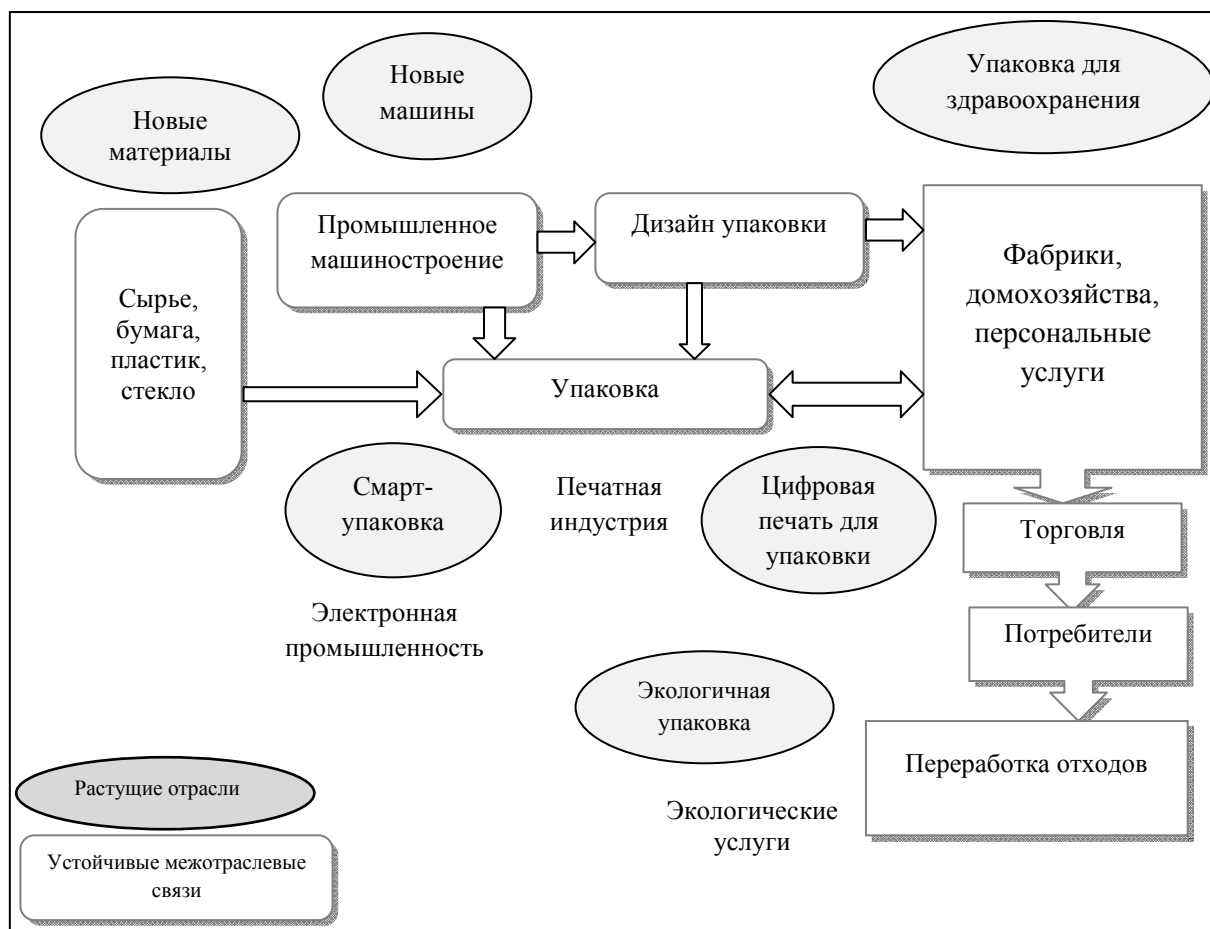 Новые
машины
Упаковка для
здравоохранения
Новые
материалы
Промышленное
машиностроение
Дизайн упаковки
Фабрики,
домохозяйства,
персональные
услуги
Сырье,
бумага,
пластик,
стекло
Упаковка
Смарт-
упаковка
Печатная
индустрия
Цифровая
печать для
упаковки
Торговля
Электронная
промышленность
Потребители
Экологичная
упаковка
Переработка отходов
Экологические
услуги
Растущие отрасли
Устойчивые межотраслевые
связи